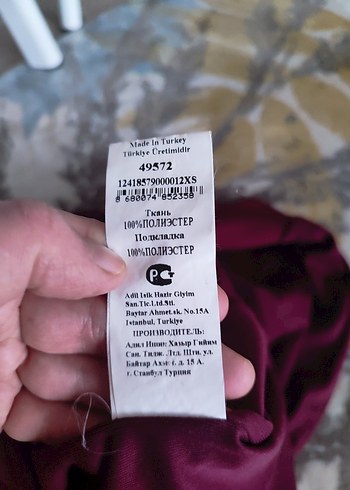 Made In Turkey
Türkiye Üretimidir
49572
12418579000012XS
8 680074 852358
Ткань
100%ПОЛИЭСТЕР
Подкладка
100%ПОЛИЭСТЕР
Adil Isik Hazir Giyim
San.Tic.Ltd.Sti.
Baytar Ahmet.sk. No.15A
Istanbul, Turkiye
ПРОИЗВОДИТЕЛЬ:
Адил Ишик Хазыр Гийим
Сан. Тидж. Лтд. Шти. ул.
Байтар Ахмет д. 15 А.
г. Станбул Турция